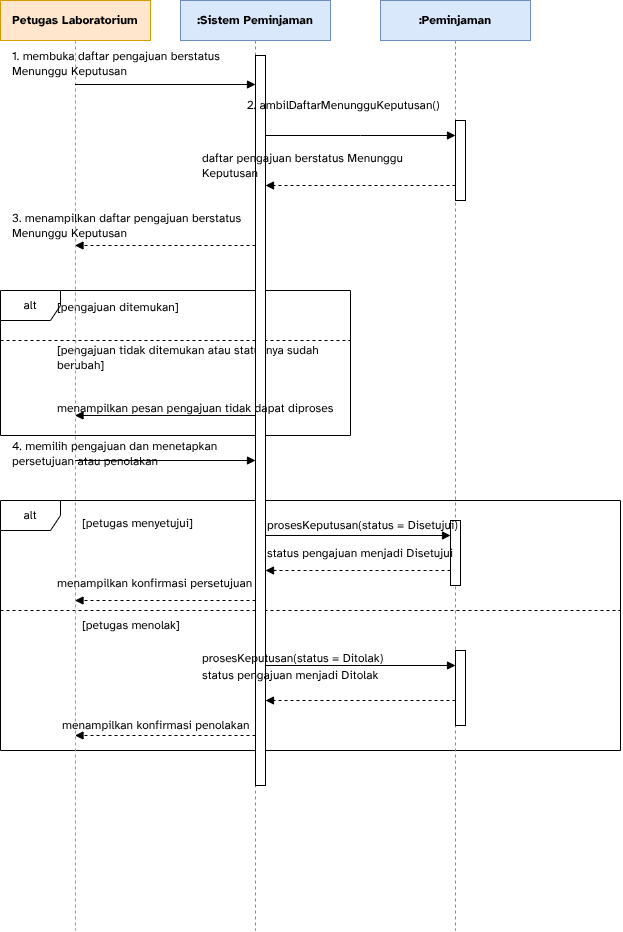 Petugas Laboratorium
:Sistem Peminjaman
:Peminjaman
1. membuka daftar pengajuan berstatus
Menunggu Keputusan
2. ambilDaftarMenungguKeputusan()
daftar pengajuan berstatus Menunggu
Keputusan
3. menampilkan daftar pengajuan berstatus
Menunggu Keputusan
alt
[pengajuan ditemukan]
[pengajuan tidak ditemukan atau statusnya sudah
berubah]
menampilkan pesan pengajuan tidak dapat diproses
4. memilih pengajuan dan menetapkan
persetujuan atau penolakan
alt
[petugas menyetujui]
prosesKeputusan(status = Disetujui)
status pengajuan menjadi Disetujui
menampilkan konfirmasi persetujuan
[petugas menolak]
prosesKeputusan(status = Ditolak)
status pengajuan menjadi Ditolak
menampilkan konfirmasi penolakan